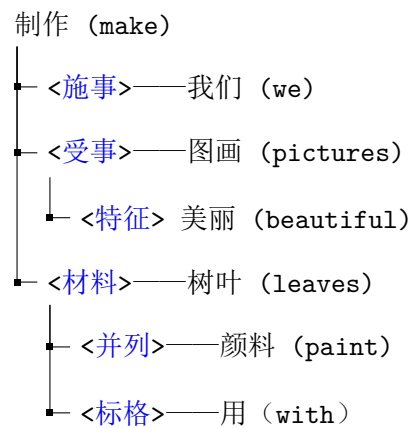 制作 (make)
<施事>——我们 (we)
<受事>——图画 (pictures)
<特征> 美丽 (beautiful)
<材料>——树叶 (leaves)
<并列>——颜料 (paint)
<标格>——用（with）